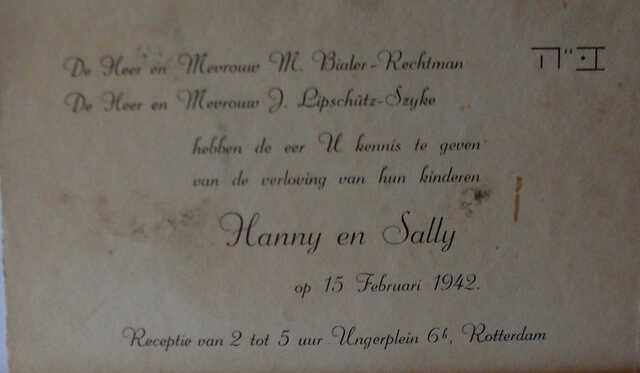 בּ״ה
De Heer en Mevrouw M. Bialer-Rechtman
De Heer en Mevrouw J. Lipschütz-Szyke
hebben de eer U kennis te geven
van de verloving van hun kinderen
Hanny en Sally
op 15 Februari 1942.
Receptie van 2 tot 5 uur Ungerplein 6ᵇ, Rotterdam